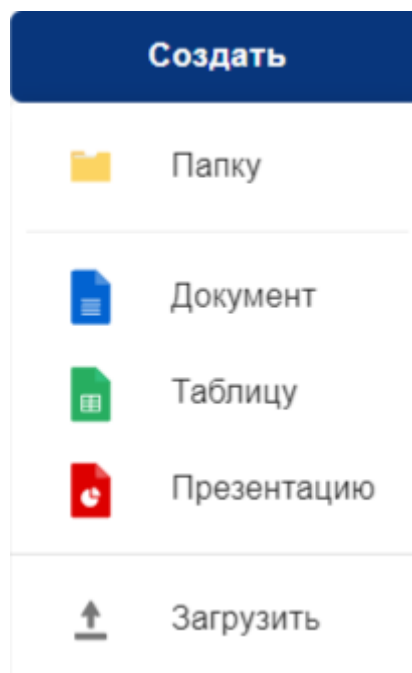 Создать
Папку
Документ
Таблицу
Презентацию
Загрузить